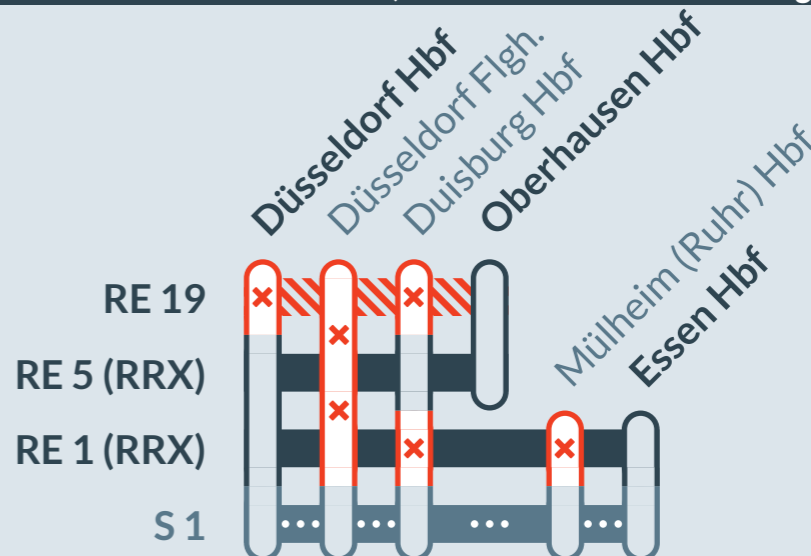 Düsseldorf Hbf
Düsseldorf Flgh.
Duisburg Hbf
Oberhausen Hbf
Mülheim (Ruhr) Hbf
Essen Hbf
RE 19
RE 5 (RRX)
RE 1 (RRX)
S 1